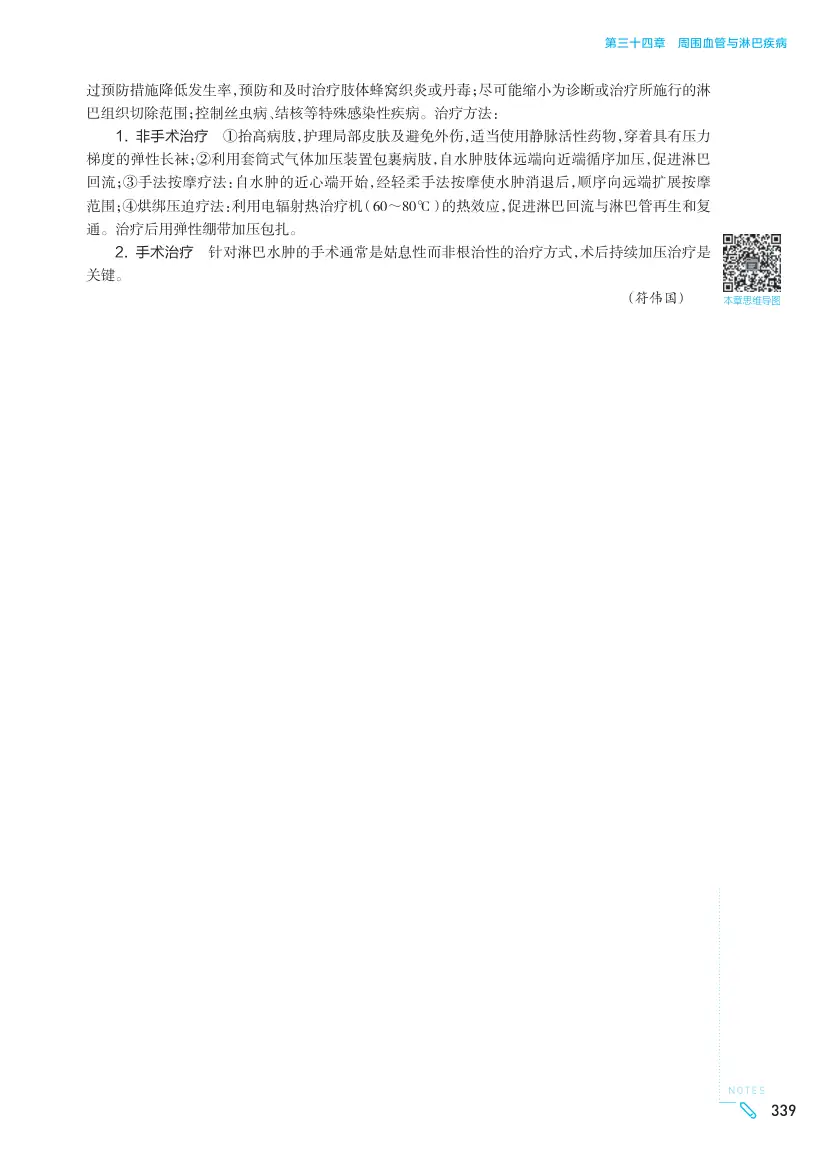 第三十四章 周围血管与淋巴疾病
过预防措施降低发生率,预防和及时治疗肢体蜂窝织炎或丹毒;尽可能缩小为诊断或治疗所施行的淋
巴组织切除范围;控制丝虫病、结核等特殊感染性疾病。治疗方法:
1. 非手术治疗 ①抬高病肢,护理局部皮肤及避免外伤,适当使用静脉活性药物,穿着具有压力
梯度的弹性长袜;②利用套筒式气体加压装置包裹病肢,自水肿肢体远端向近端循序加压,促进淋巴
回流;③手法按摩疗法:自水肿的近心端开始,经轻柔手法按摩使水肿消退后,顺序向远端扩展按摩
范围;④烘绑压迫疗法:利用电辐射热治疗机(60~80℃)的热效应,促进淋巴回流与淋巴管再生和复
通。治疗后用弹性绷带加压包扎。
2. 手术治疗 针对淋巴水肿的手术通常是姑息性而非根治性的治疗方式,术后持续加压治疗是
关键。
(符伟国)
本章思维导图
NOTES
339